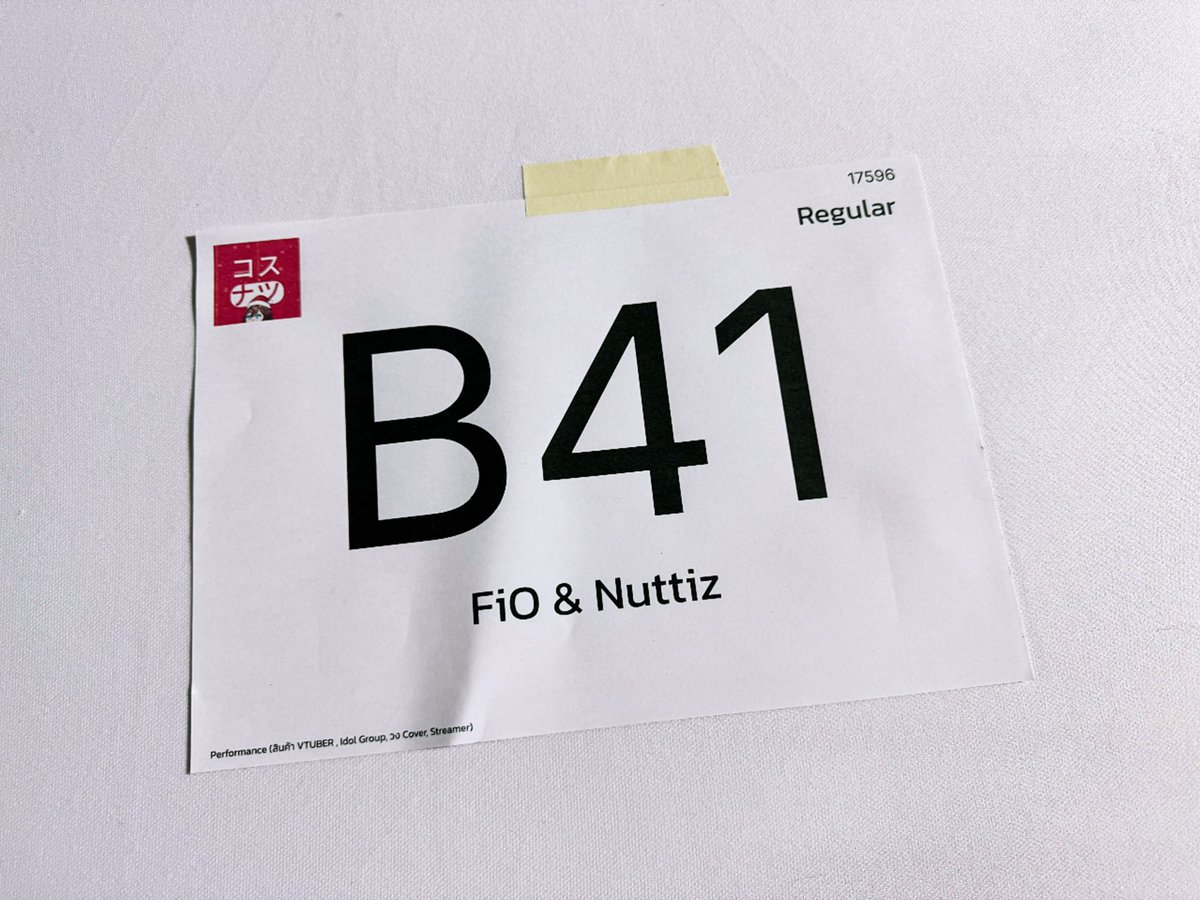 17596
Regular
コス
ナツ
B41
FiO & Nuttiz
Performance (สินค้า VTUBER , Idol Group, วง Cover, Streamer)